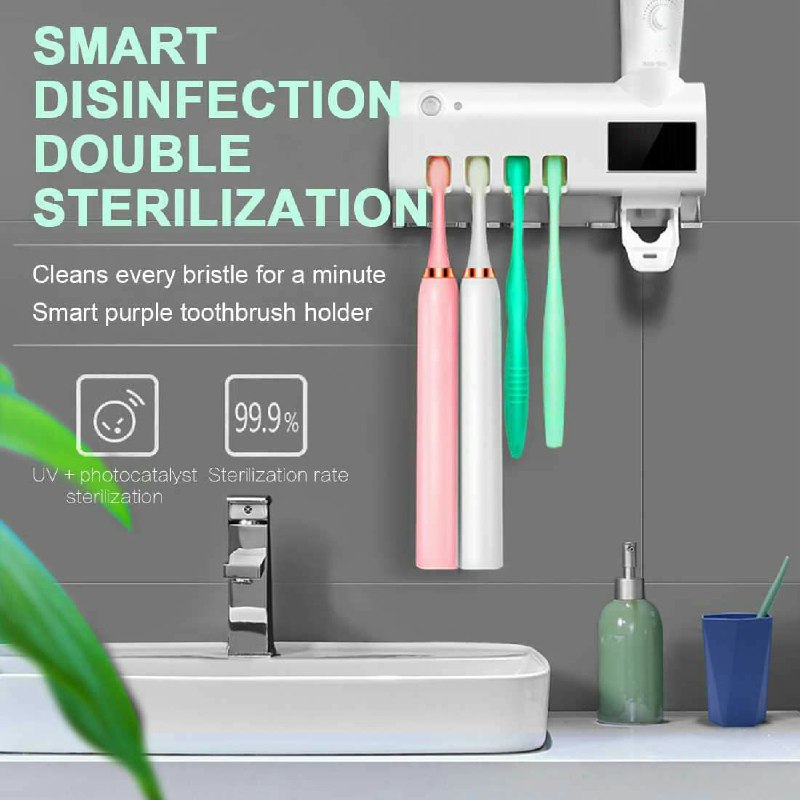 SMART
DISINFECTION
DOUBLE
STERILIZATION
Cleans every bristle for a minute
Smart purple toothbrush holder
99.9%
UV + photocatalyst
sterilization
Sterilization rate